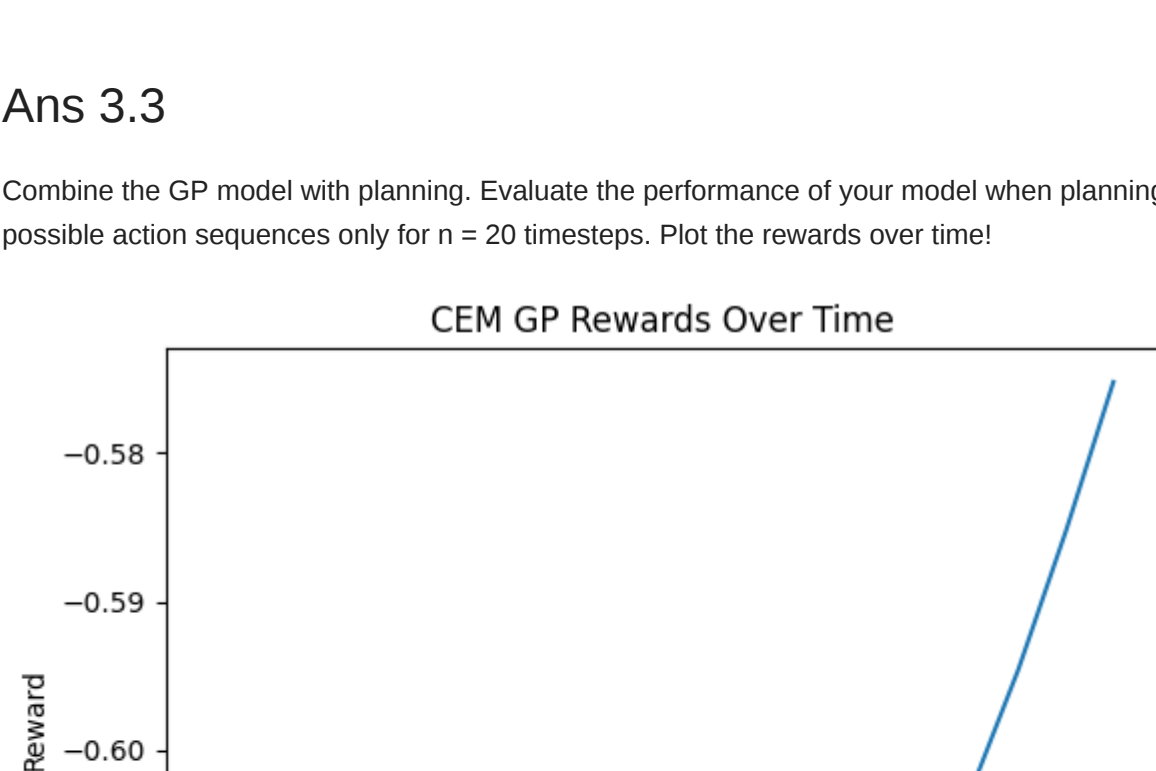 Ans 3.3
Combine the GP model with planning. Evaluate the performance of your model when planning
possible action sequences only for n = 20 timesteps. Plot the rewards over time!
CEM GP Rewards Over Time
−0.58
−0.59
−0.60
Reward